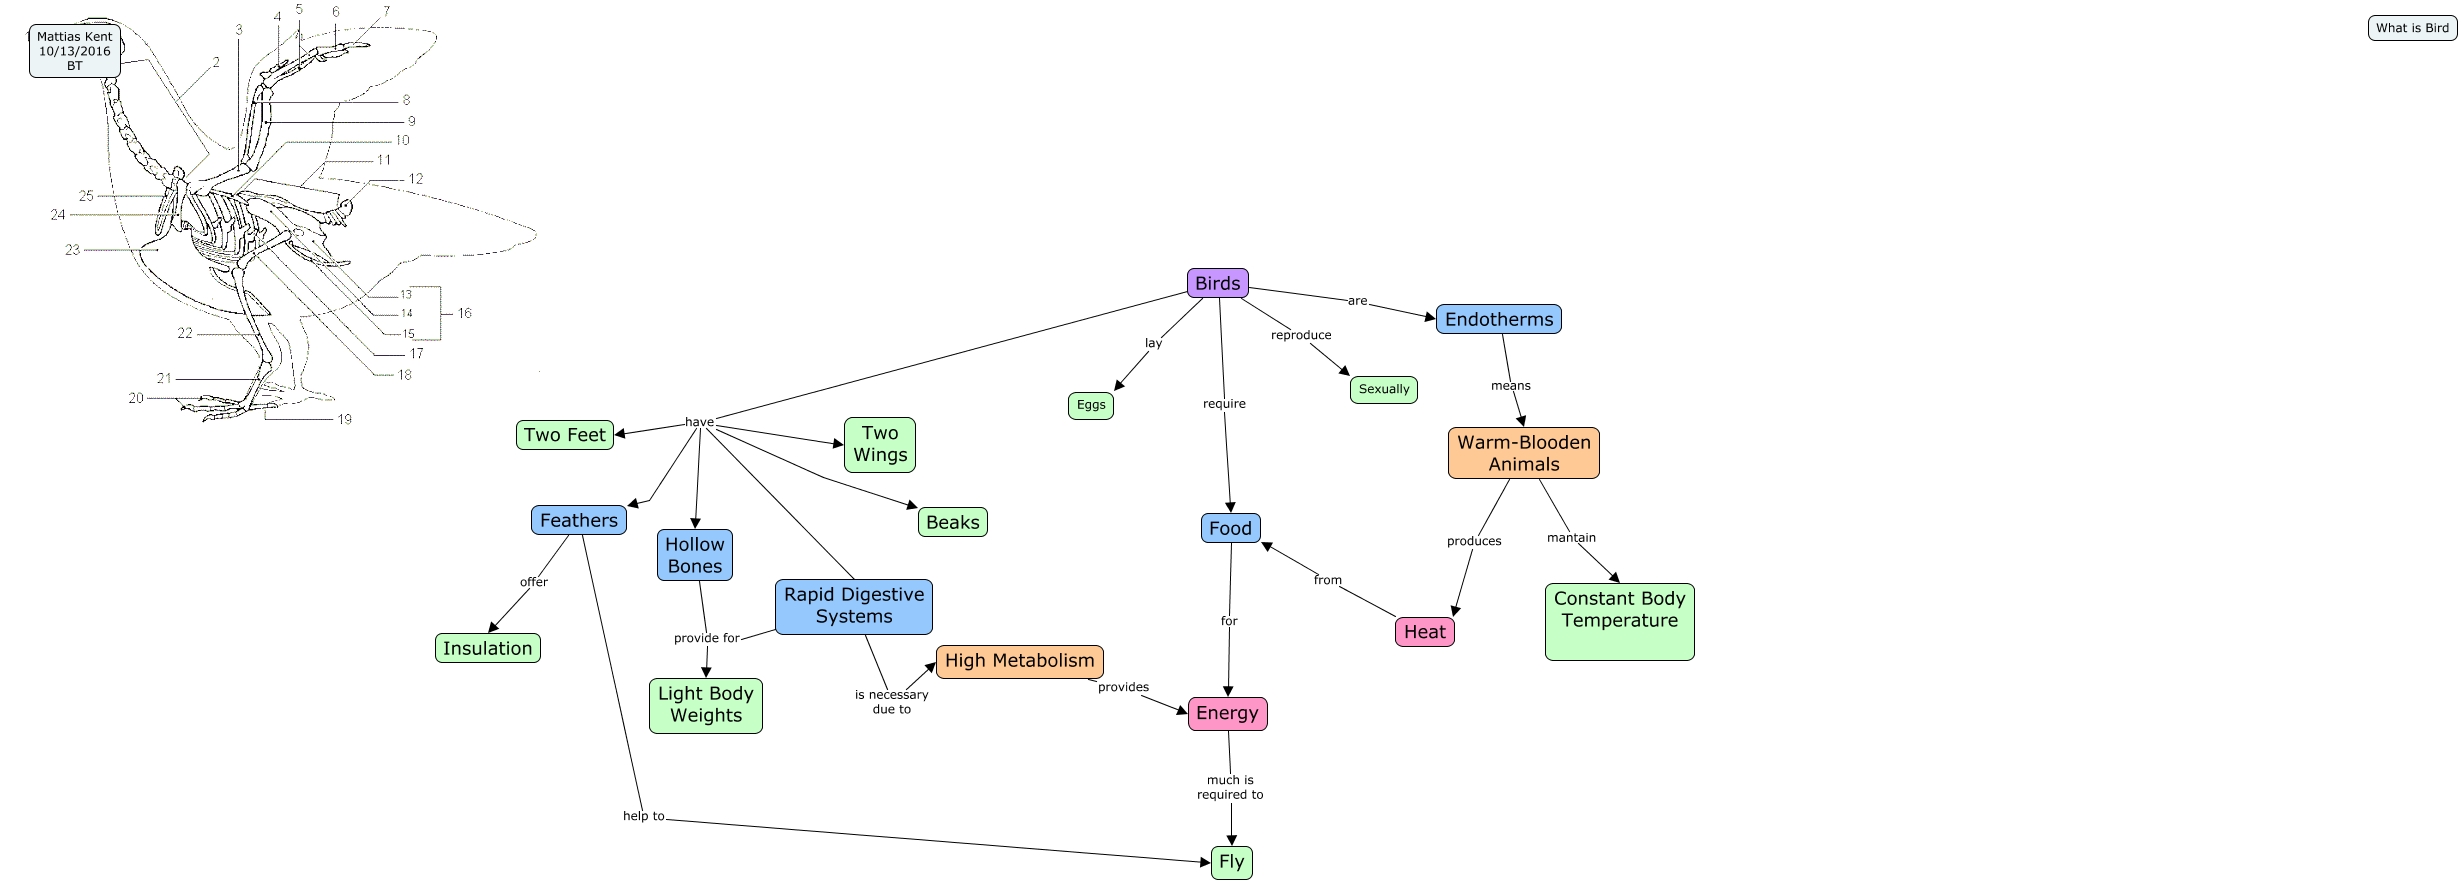 Mattias Kent
10/13/2016
BT
What is Bird
2
3
4
5
6
7
8
9
10
11
12
25
24
23
13
14
15
16
17
18
22
21
20
19
Birds
are
Endotherms
lay
reproduce
Eggs
require
Sexually
means
have
Two Feet
Two
Wings
Warm-Blooden
Animals
Feathers
Hollow
Bones
Beaks
Food
produces
mantain
offer
Rapid Digestive
Systems
from
Constant Body
Temperature
Insulation
provide for
for
Heat
High Metabolism
Light Body
Weights
is necessary
due to
provides
Energy
much is
required to
help to
Fly